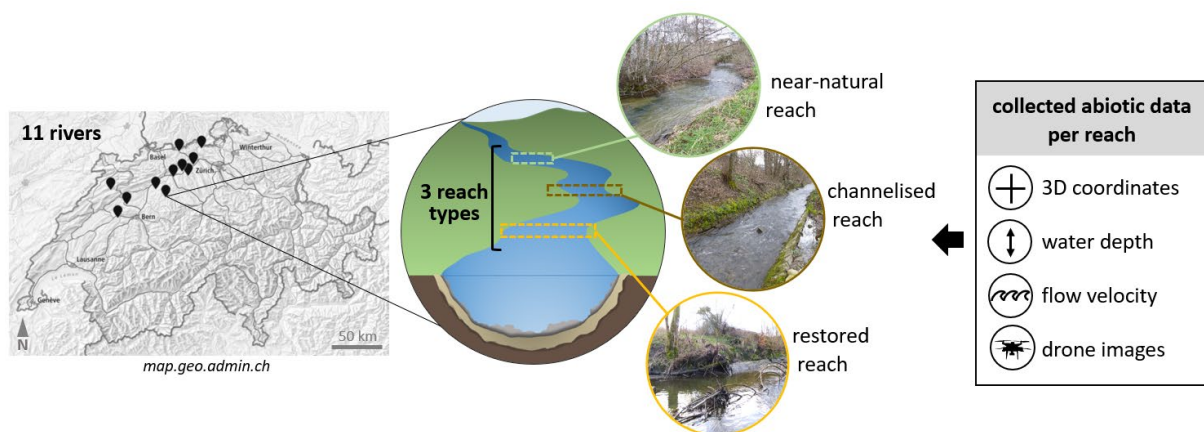 11 rivers
Basel
Winterthur
Zürich
Bern
Lausanne
Genève
N
50 km
map.geo.admin.ch
3 reach
types
near-natural
reach
channelised
reach
restored
reach
collected abiotic data
per reach
3D coordinates
water depth
flow velocity
drone images